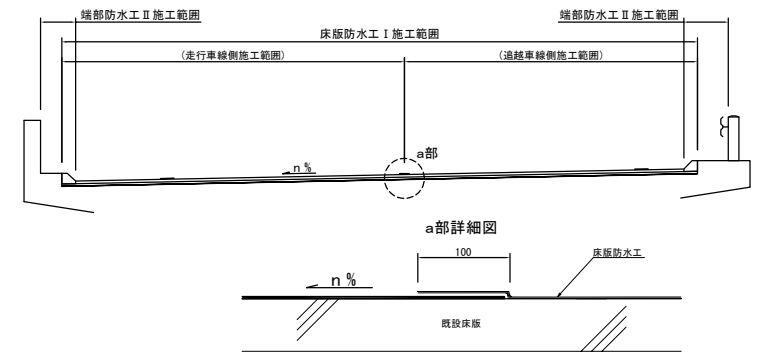 端部防水工Ⅱ施工範囲
端部防水工Ⅱ施工範囲
床版防水工Ⅰ施工範囲
(走行車線側施工範囲)
(追越車線側施工範囲)
a部
n%
a部詳細図
100
床版防水工
n%
既設床版